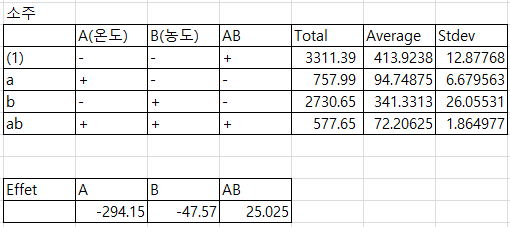 소주
A(온도) B(농도) AB Total Average Stdev
(1) - - + 3311.39 413.9238 12.87768
a + - - 757.99 94.74875 6.679563
b - + - 2730.65 341.3313 26.05531
ab + + + 577.65 72.20625 1.864977
Effet A B AB
-294.15 -47.57 25.025